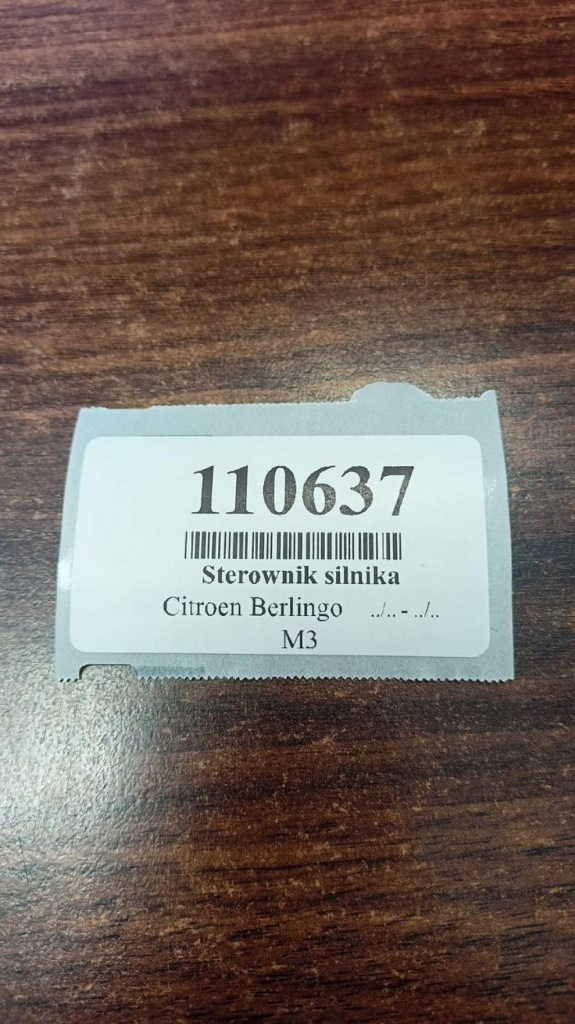 110637
Sterownik silnika
Citroen Berlingo ../.. - ../..
M3